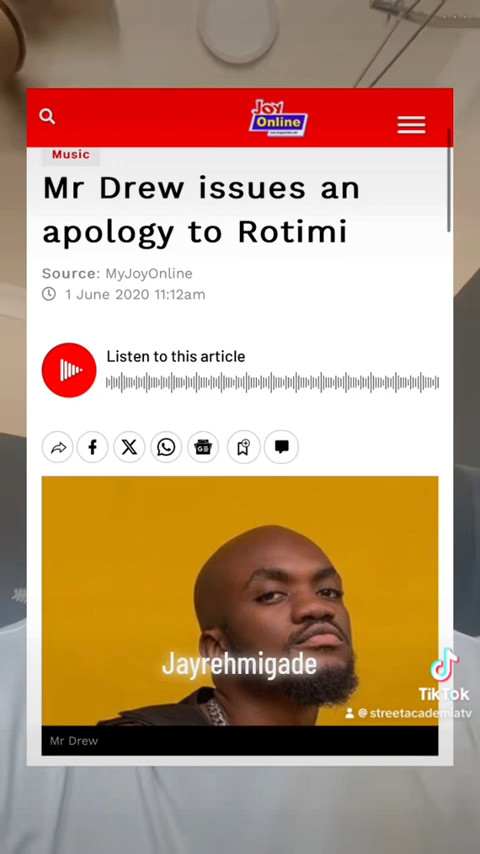 Joy
Online
Music
Mr Drew issues an
apology to Rotimi
Source: MyJoyOnline
1 June 2020 11:12am
Listen to this article
Jayrehmigade
TikTok
@streetacademiatv
Mr Drew